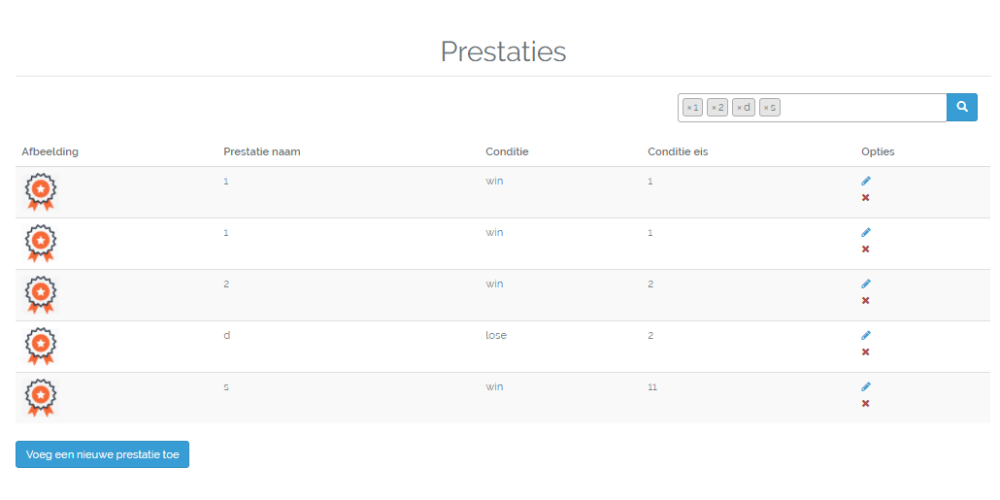 Prestaties
×1 ×2 ×d ×s
Afbeelding Prestatie naam Conditie Conditie eis Opties
1 win 1
1 win 1
2 win 2
d lose 2
s win 11
Voeg een nieuwe prestatie toe